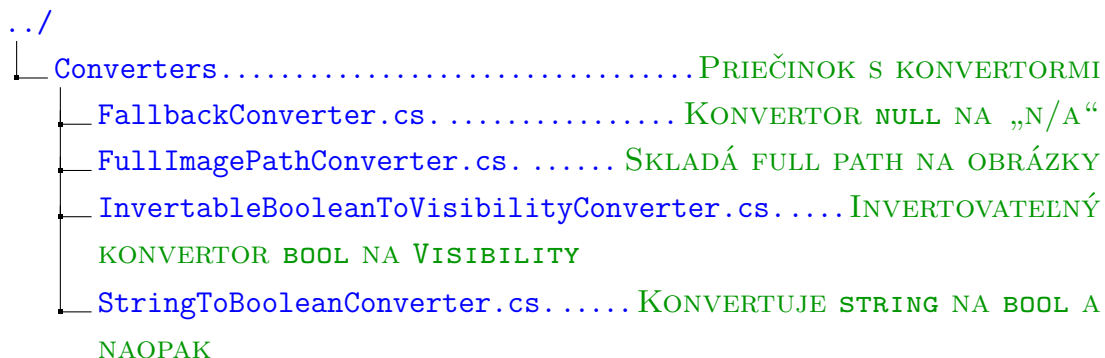 ../
Converters................................Priečinok s konvertormi
FallbackConverter.cs. ................ Konvertor null na „n/a“
FullImagePathConverter.cs. ...... Skladá full path na obrázky
InvertableBooleanToVisibilityConverter.cs.....Invertovateľný
konvertor bool na Visibility
StringToBooleanConverter.cs...... Konvertuje string na bool a
naopak